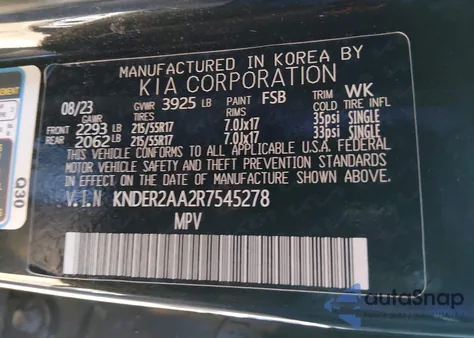 MANUFACTURED IN KOREA BY
KIA CORPORATION
08/23 GVWR 3925 LB PAINT FSB TRIM WK
GAWR TIRES RIMS COLD TIRE INFL
FRONT 2293 LB 215/55R17 7.0JX17 35psi SINGLE
REAR 2062 LB 215/55R17 7.0JX17 33psi SINGLE
THIS VEHICLE CONFORMS TO ALL APPLICABLE U.S.A. FEDERAL
MOTOR VEHICLE SAFETY AND THEFT PREVENTION STANDARDS
IN EFFECT ON THE DATE OF MANUFACTURE SHOWN ABOVE.
V.I.N KNDER2AA2R7545278
MPV
Q30
autoSnap